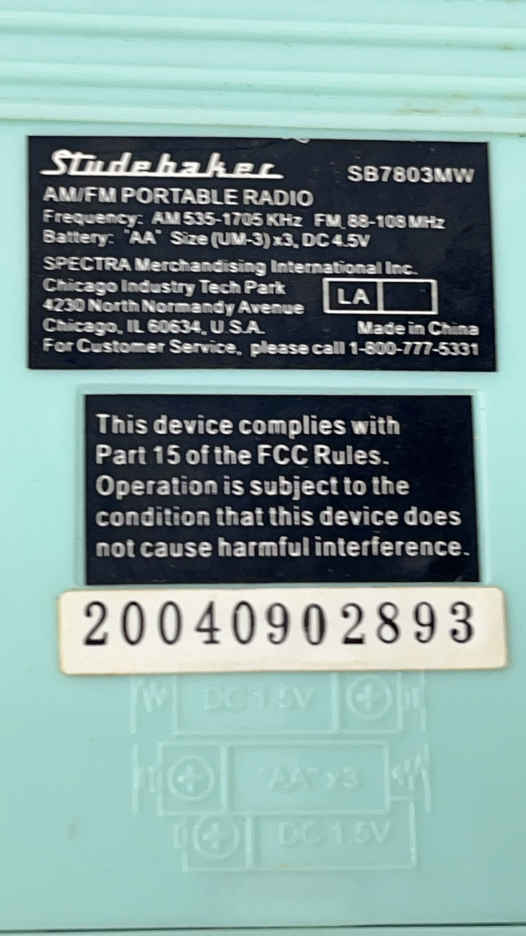 Studebaker SB7803MW
AM/FM PORTABLE RADIO
Frequency: AM 535-1705 KHz FM 88-108 MHz
Battery: "AA" Size (UM-3) x3, DC 4.5V
SPECTRA Merchandising International Inc.
Chicago Industry Tech Park
4230 North Normandy Avenue
LA
Chicago, IL 60634, U.S.A. Made in China
For Customer Service, please call 1-800-777-5331
This device complies with
Part 15 of the FCC Rules.
Operation is subject to the
condition that this device does
not cause harmful interference.
20040902893
DC 1.5V
"AA" x3
DC 1.5V